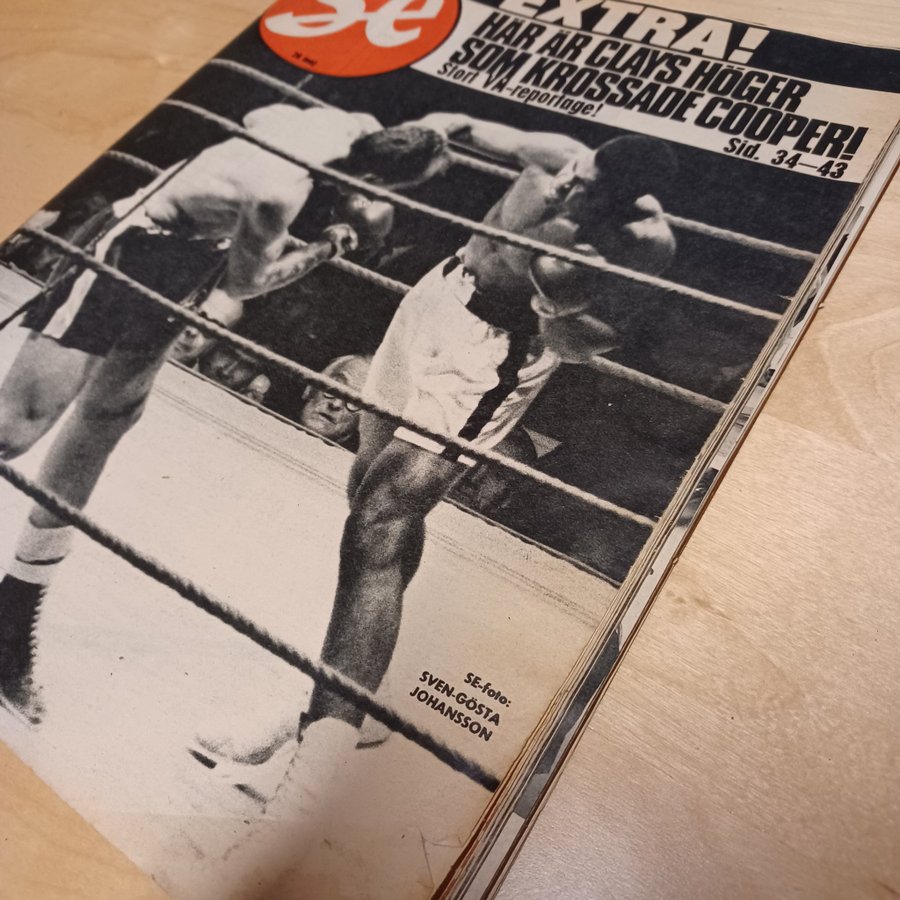 Se
EXTRA!
HÄR ÄR CLAYS HÖGER
SOM KROSSADE COOPER!
Stort VM-reportage!
Sid. 34–43
SE-foto:
SVEN-GÖSTA
JOHANSSON